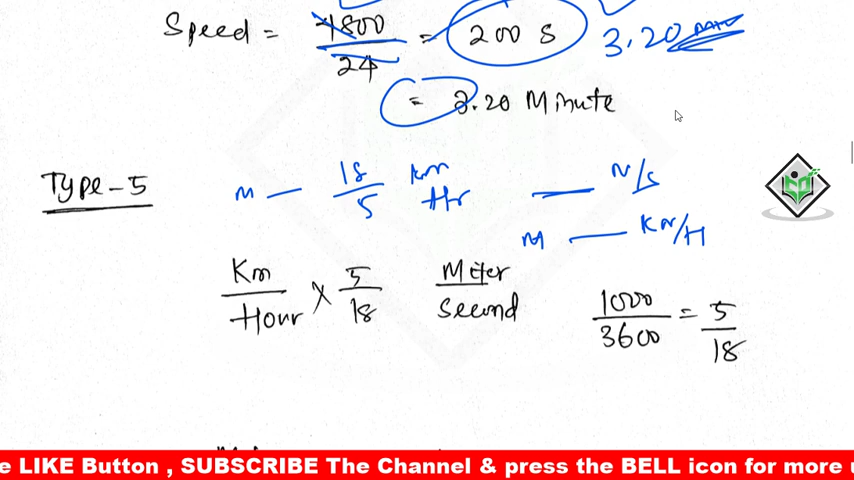 Speed = 4800/24 = 200 S 3.20 min
= 3.20 Minute
Type-5
M — 18/5 Km/Hr — M/s
M — KM/H
Km/Hour × 5/18 Meter/Second
1000/3600 = 5/18
e LIKE Button , SUBSCRIBE The Channel & press the BELL icon for more u